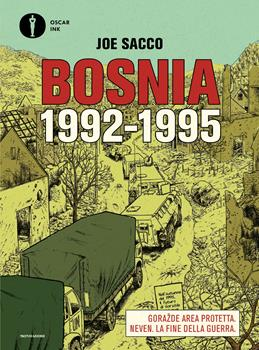 OSCAR
INK
JOE SACCO
BOSNIA
1992-1995
GORAŽDE AREA PROTETTA.
NEVEN. LA FINE DELLA GUERRA.
MONDADORI